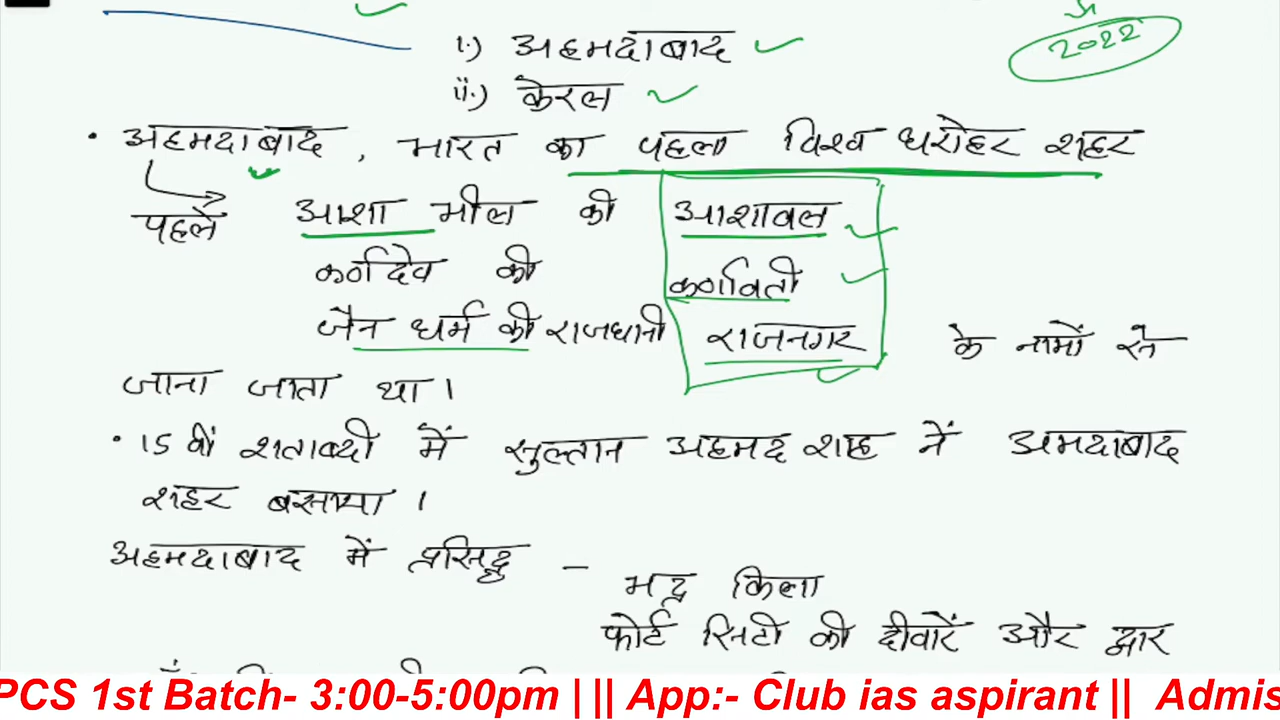 2022
i.) अहमदाबाद
ii.) केरल
• अहमदाबाद, भारत का पहला विश्व धरोहर शहर
पहले आशा भील की आशावल
कर्णदेव की कर्णावती
जैन धर्म की राजधानी राजनगर के नामों से
जाना जाता था।
• 15 वीं शताब्दी में सुल्तान अहमद शाह नें अमदाबाद
शहर बसाया।
अहमदाबाद में प्रसिद्ध - भद्र किला
फोर्ट सिटी की दीवारें और द्वार
PCS 1st Batch- 3:00-5:00pm | || App:- Club ias aspirant || Admis